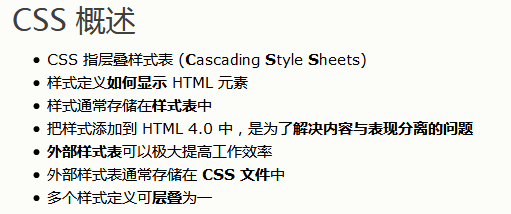 CSS 概述
CSS 指层叠样式表 (Cascading Style Sheets)
样式定义如何显示 HTML 元素
样式通常存储在样式表中
把样式添加到 HTML 4.0 中，是为了解决内容与表现分离的问题
外部样式表可以极大提高工作效率
外部样式表通常存储在 CSS 文件中
多个样式定义可层叠为一